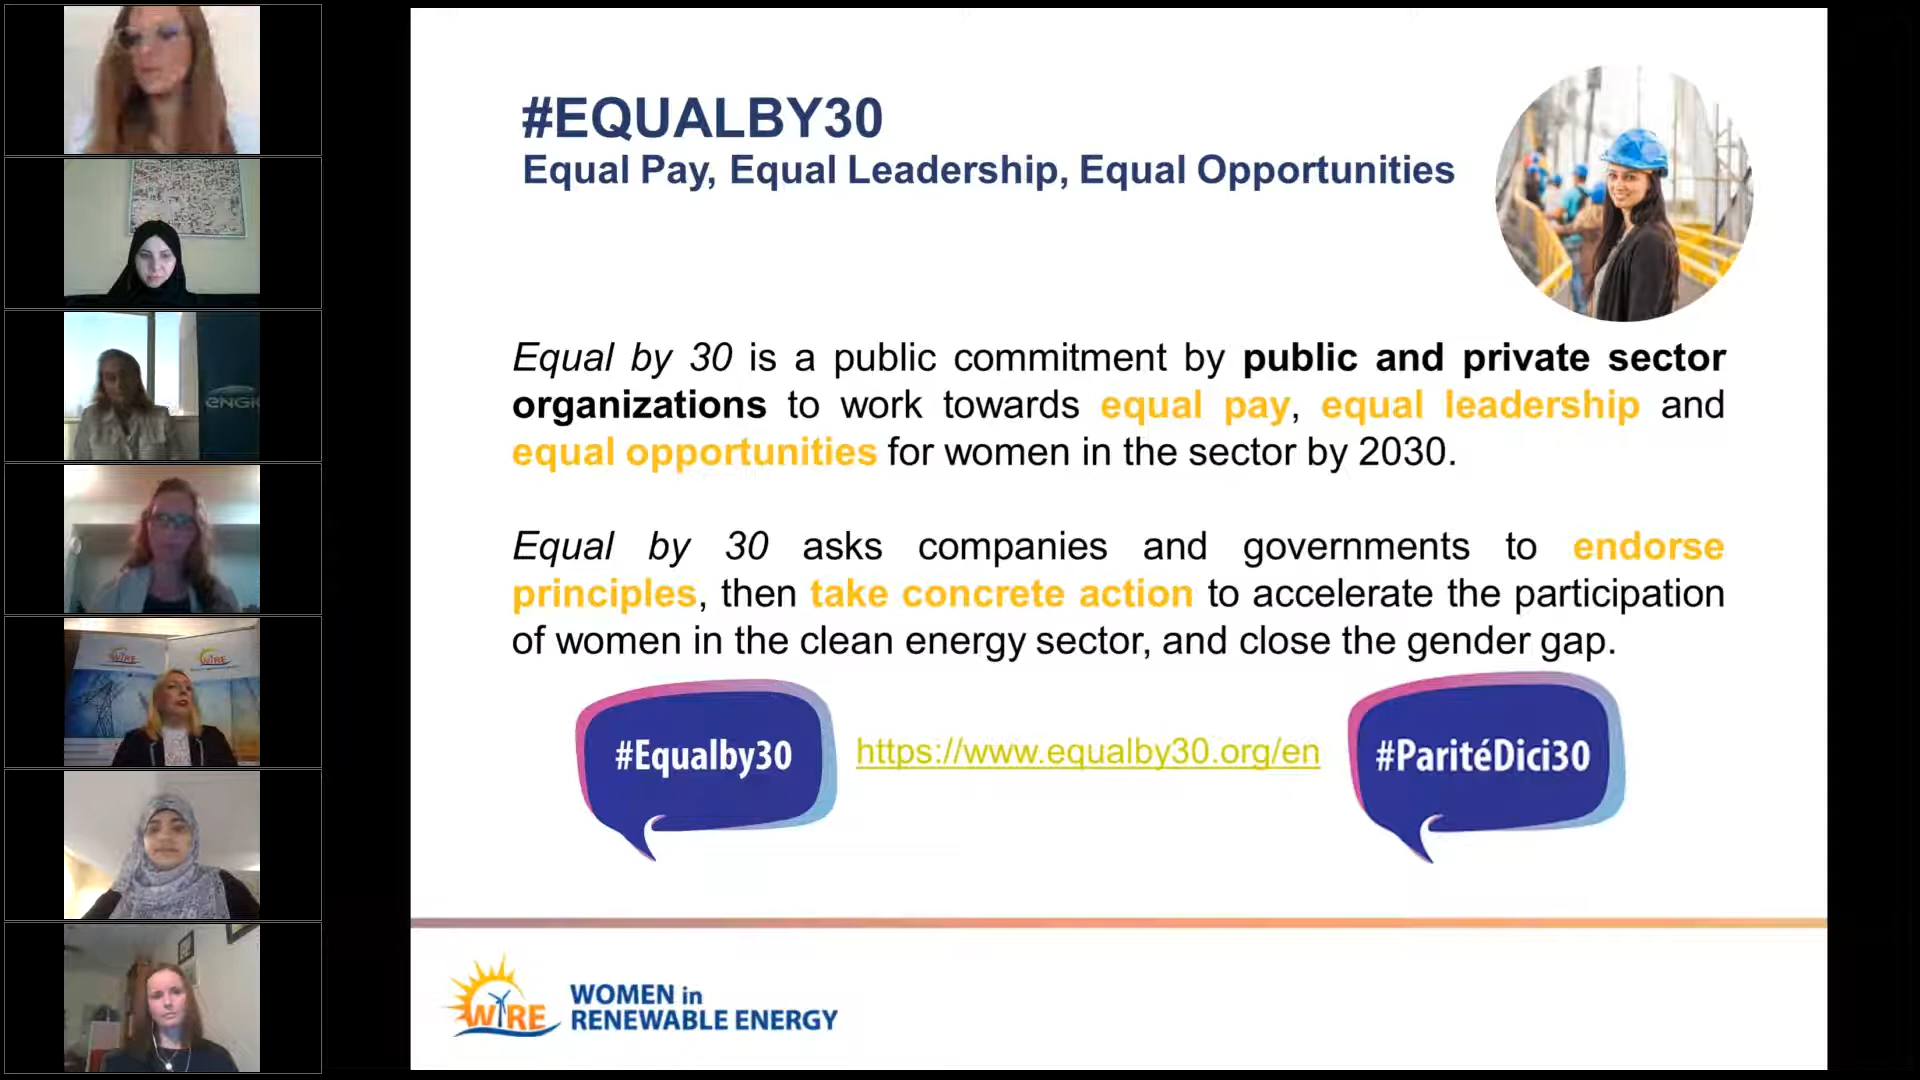 #EQUALBY30
Equal Pay, Equal Leadership, Equal Opportunities
Equal by 30 is a public commitment by public and private sector
organizations to work towards equal pay, equal leadership and
equal opportunities for women in the sector by 2030.
Equal by 30 asks companies and governments to endorse
principles, then take concrete action to accelerate the participation
of women in the clean energy sector, and close the gender gap.
#Equalby30
https://www.equalby30.org/en
#ParitéDici30
WiRE
WOMEN in
RENEWABLE ENERGY
ENGI
WiRE
WiRE